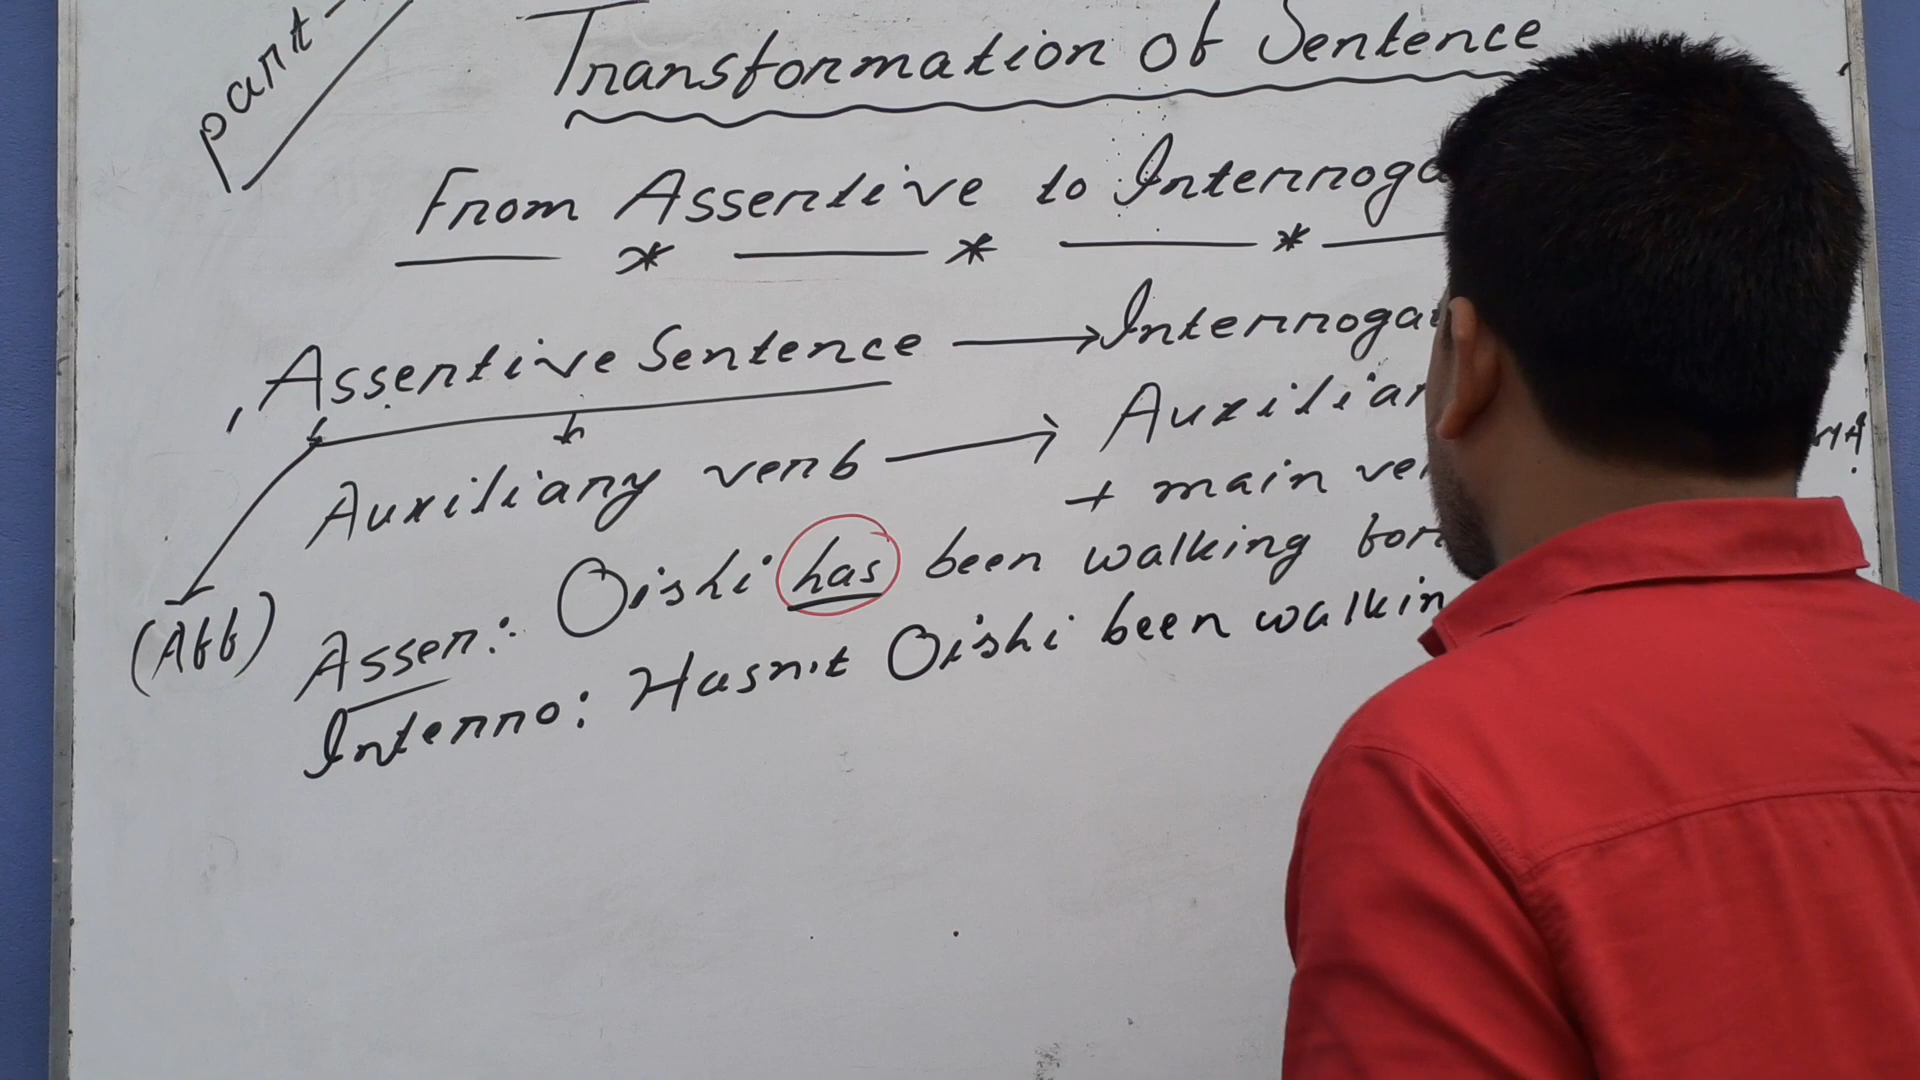 part
Transformation of Sentence
From Assertive to Interroga
Assertive Sentence → Interroga
Auxiliary verb → Auxiliar
+ main ver
(Aff)
Asser: Oishi has been walking for
Interro: Hasn't Oishi been walkin